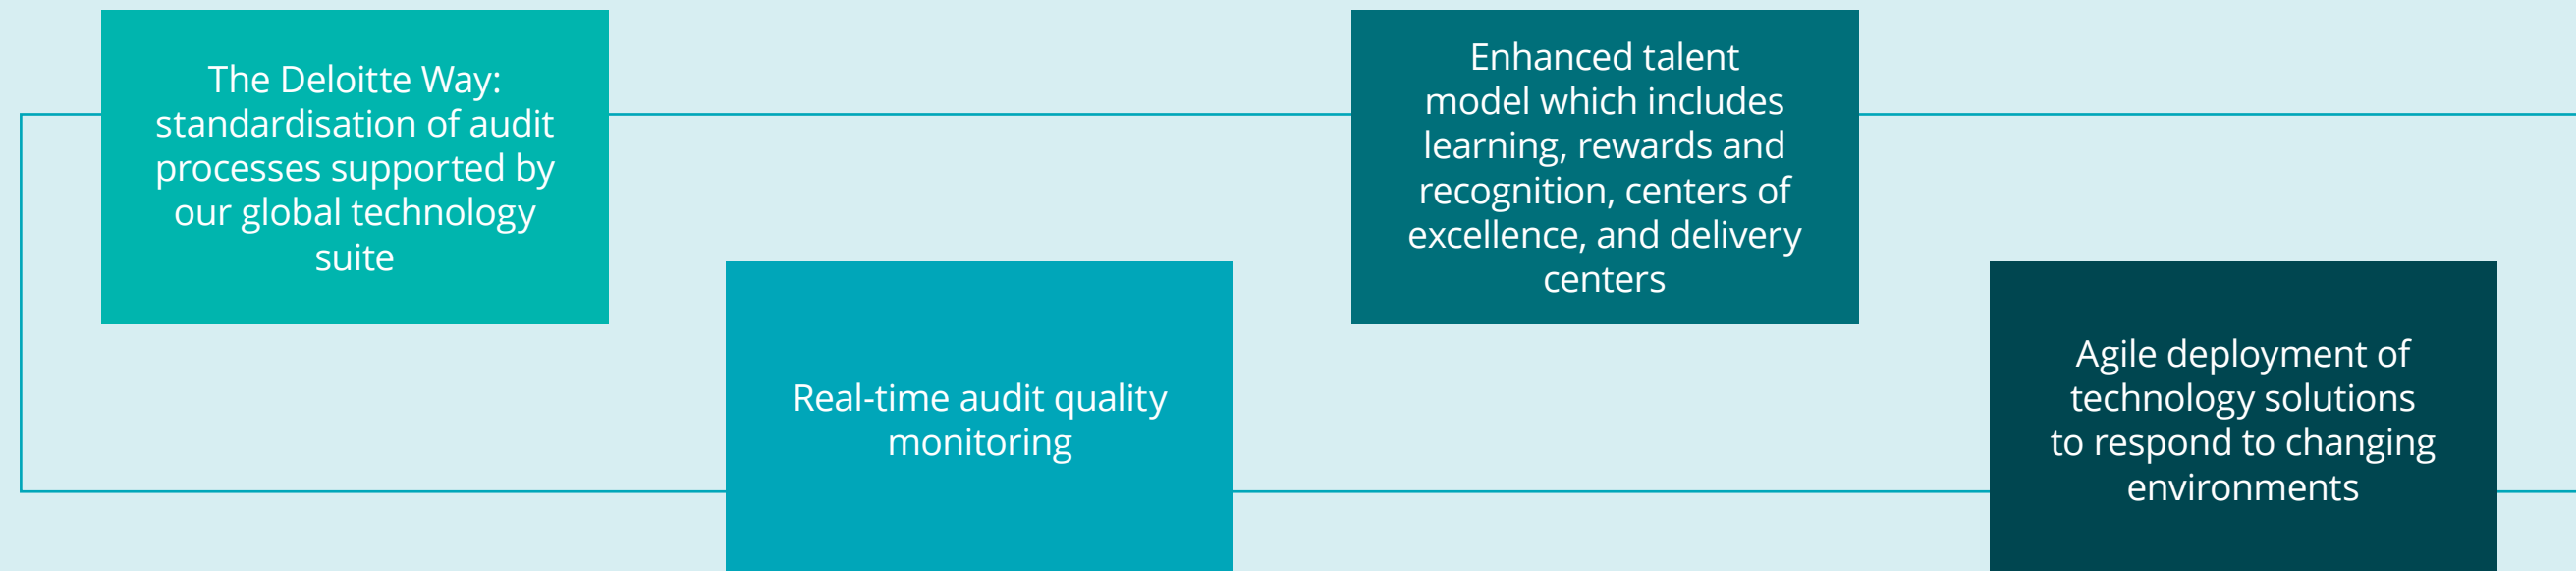 The Deloitte Way:
standardisation of audit
processes supported by
our global technology
suite
Real-time audit quality
monitoring
Enhanced talent
model which includes
learning, rewards and
recognition, centers of
excellence, and delivery
centers
Agile deployment of
technology solutions
to respond to changing
environments